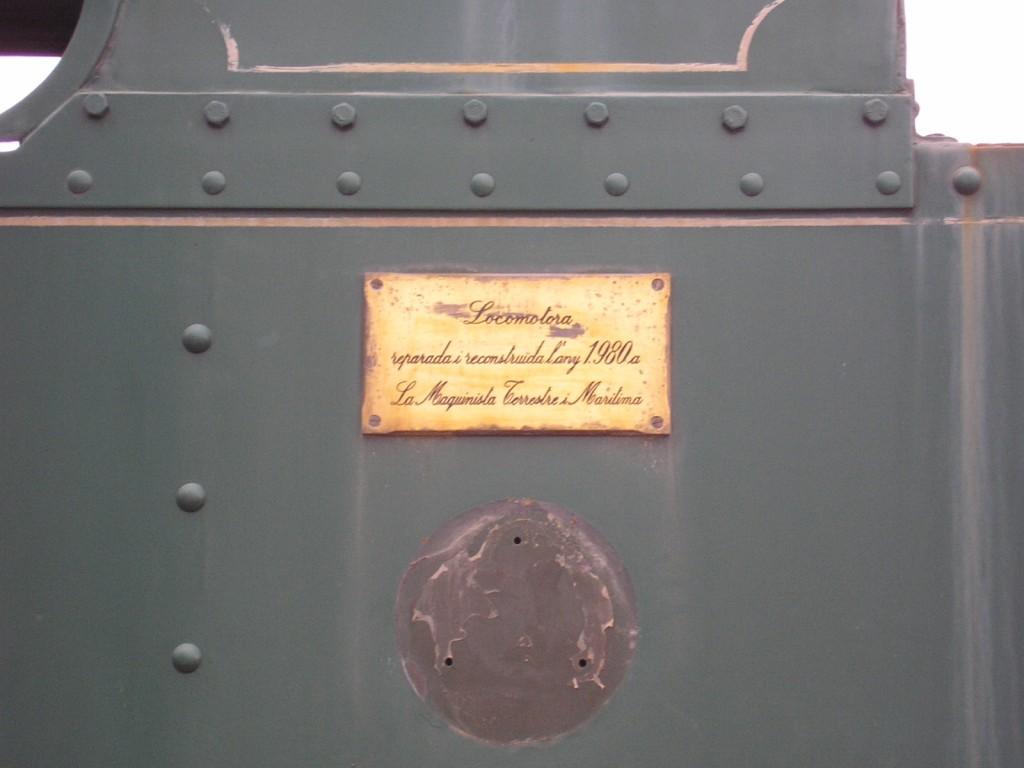 Locomotora
reparada i reconstruida l'any 1980 a
La Maquinista Terrestre i Marítima